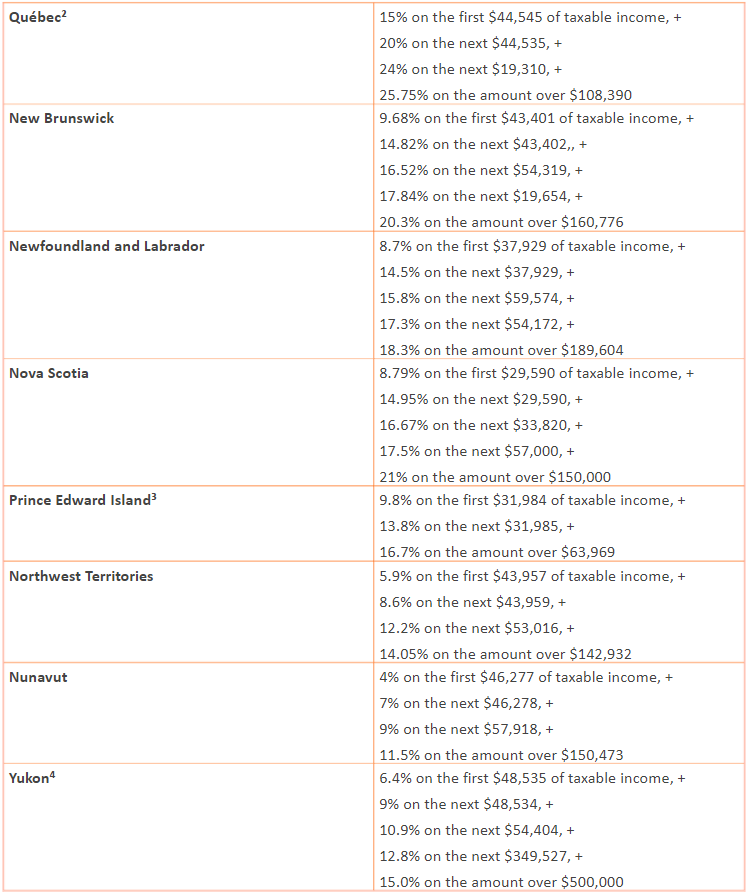 Québec²
15% on the first $44,545 of taxable income, +
20% on the next $44,535, +
24% on the next $19,310, +
25.75% on the amount over $108,390
New Brunswick
9.68% on the first $43,401 of taxable income, +
14.82% on the next $43,402,, +
16.52% on the next $54,319, +
17.84% on the next $19,654, +
20.3% on the amount over $160,776
Newfoundland and Labrador
8.7% on the first $37,929 of taxable income, +
14.5% on the next $37,929, +
15.8% on the next $59,574, +
17.3% on the next $54,172, +
18.3% on the amount over $189,604
Nova Scotia
8.79% on the first $29,590 of taxable income, +
14.95% on the next $29,590, +
16.67% on the next $33,820, +
17.5% on the next $57,000, +
21% on the amount over $150,000
Prince Edward Island³
9.8% on the first $31,984 of taxable income, +
13.8% on the next $31,985, +
16.7% on the amount over $63,969
Northwest Territories
5.9% on the first $43,957 of taxable income, +
8.6% on the next $43,959, +
12.2% on the next $53,016, +
14.05% on the amount over $142,932
Nunavut
4% on the first $46,277 of taxable income, +
7% on the next $46,278, +
9% on the next $57,918, +
11.5% on the amount over $150,473
Yukon⁴
6.4% on the first $48,535 of taxable income, +
9% on the next $48,534, +
10.9% on the next $54,404, +
12.8% on the next $349,527, +
15.0% on the amount over $500,000